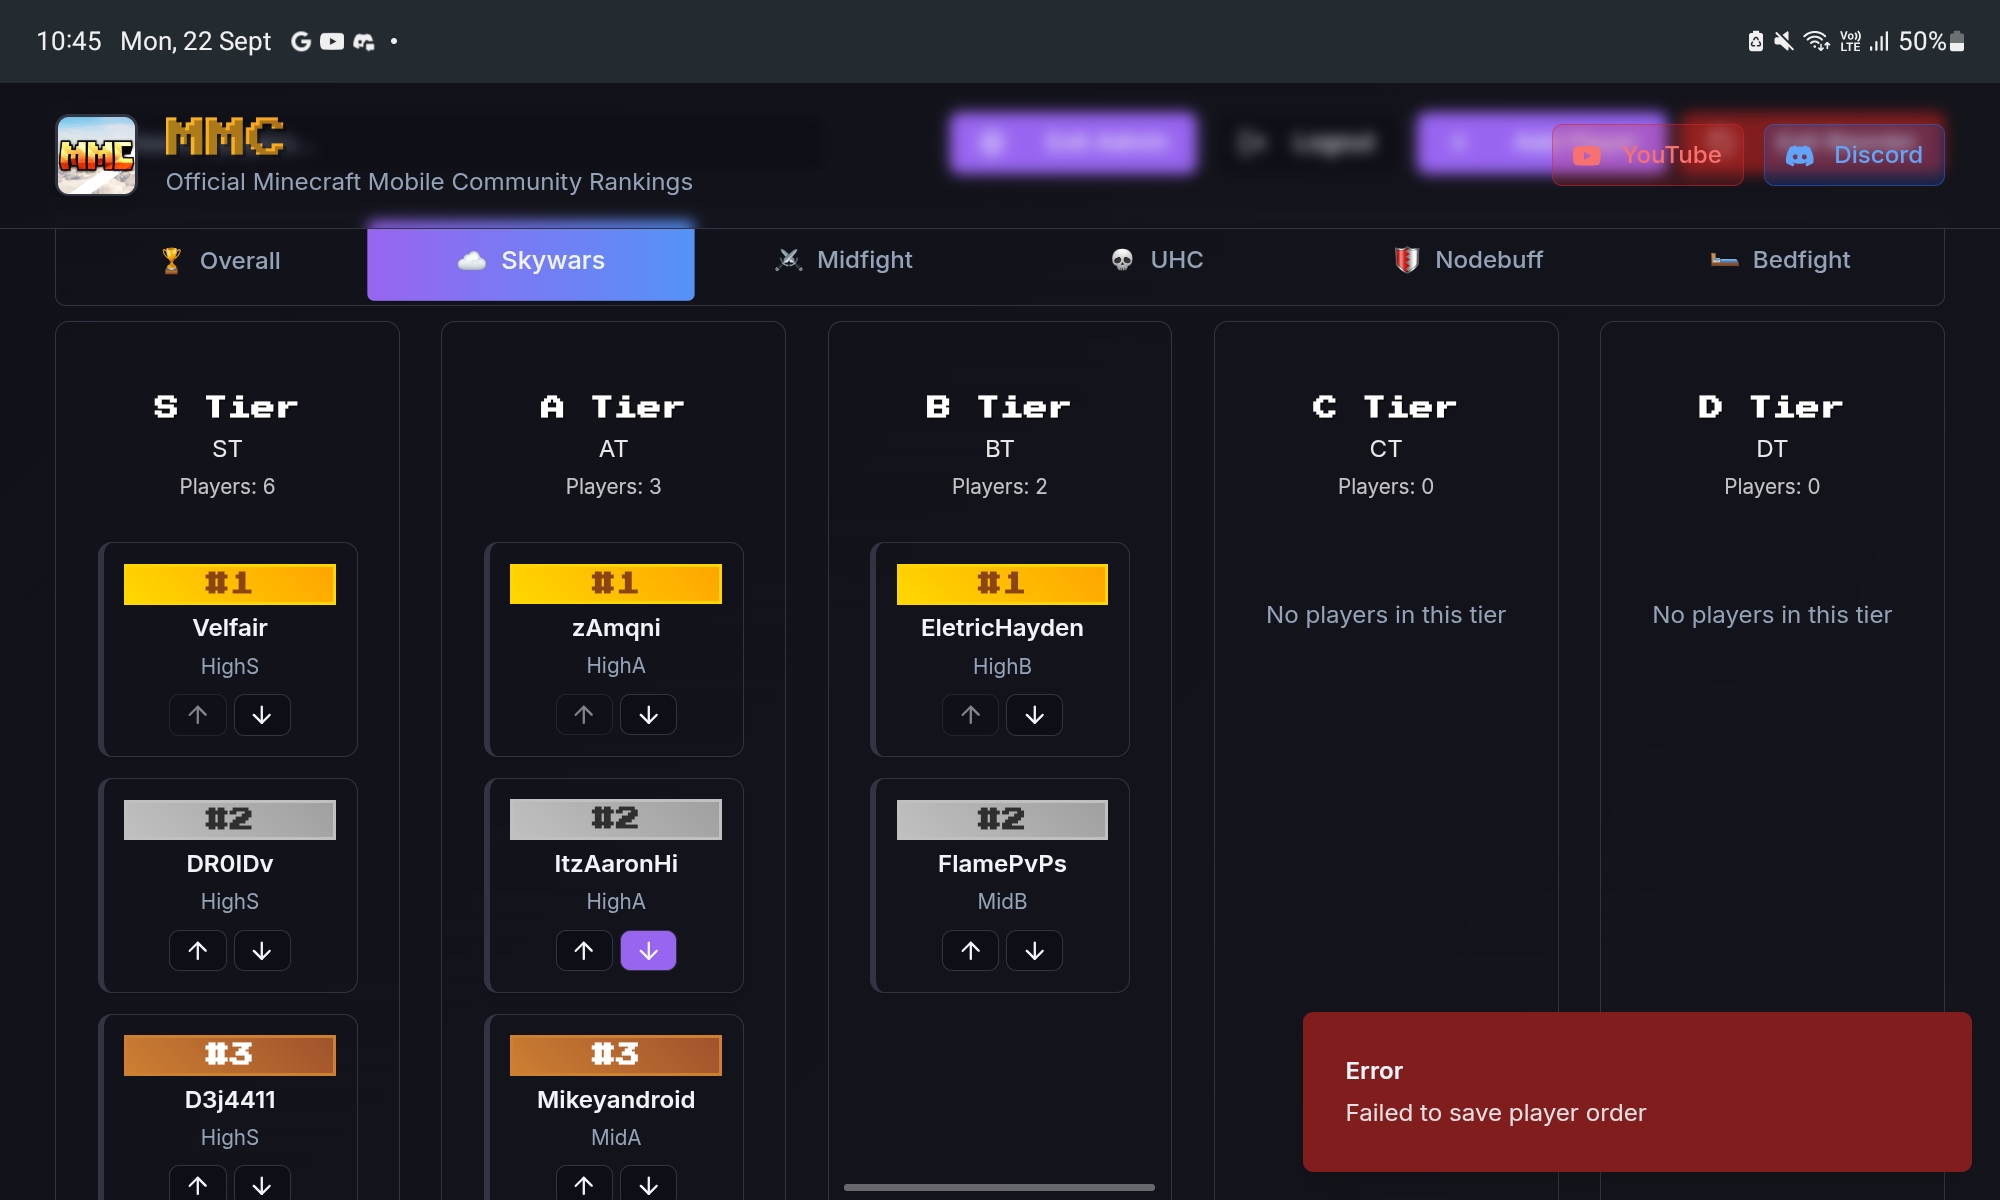 10:45 Mon, 22 Sept
Vo)) LTE 50%
MMC
MMC
Official Minecraft Mobile Community Rankings
Logout
YouTube
Discord
Overall
Skywars
Midfight
UHC
Nodebuff
Bedfight
S Tier
ST
Players: 6
#1
Velfair
HighS
#2
DR0IDv
HighS
#3
D3j4411
HighS
A Tier
AT
Players: 3
#1
zAmqni
HighA
#2
ItzAaronHi
HighA
#3
Mikeyandroid
MidA
B Tier
BT
Players: 2
#1
EletricHayden
HighB
#2
FlamePvPs
MidB
C Tier
CT
Players: 0
No players in this tier
D Tier
DT
Players: 0
No players in this tier
Error
Failed to save player order